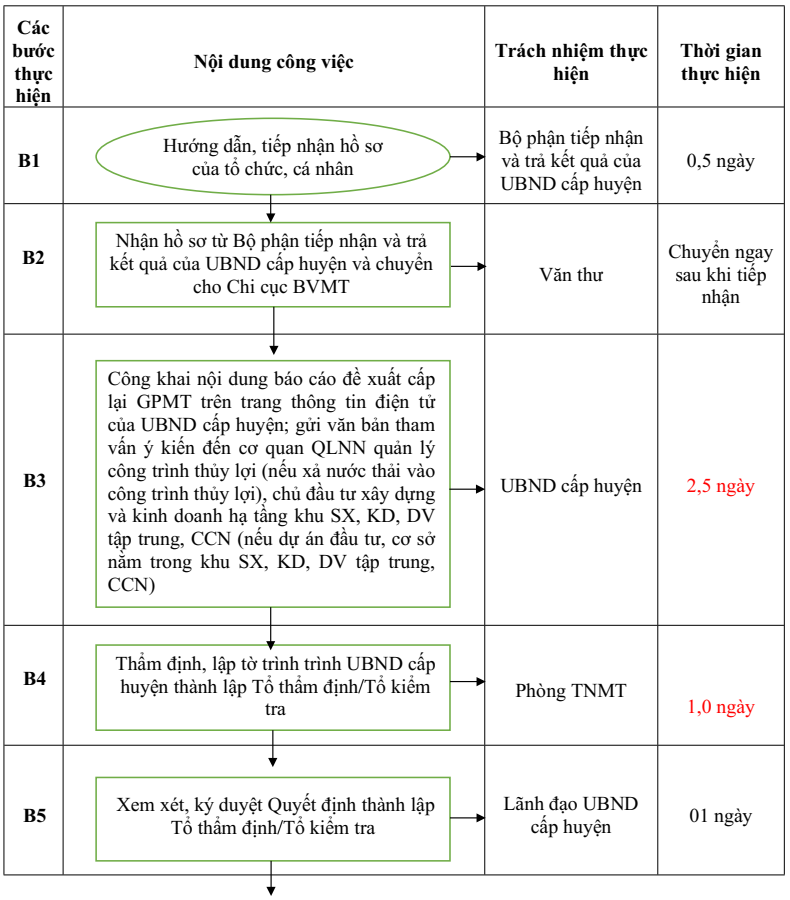 Các
bước
thực
hiện
Nội dung công việc
Trách nhiệm thực
hiện
Thời gian
thực hiện
B1
Hướng dẫn, tiếp nhận hồ sơ
của tổ chức, cá nhân
Bộ phận tiếp nhận
và trả kết quả của
UBND cấp huyện
0,5 ngày
B2
Nhận hồ sơ từ Bộ phận tiếp nhận và trả
kết quả của UBND cấp huyện và chuyển
cho Chi cục BVMT
Văn thư
Chuyển ngay
sau khi tiếp
nhận
B3
Công khai nội dung báo cáo đề xuất cấp
lại GPMT trên trang thông tin điện tử
của UBND cấp huyện; gửi văn bản tham
vấn ý kiến đến cơ quan QLNN quản lý
công trình thủy lợi (nếu xả nước thải vào
công trình thủy lợi), chủ đầu tư xây dựng
và kinh doanh hạ tầng khu SX, KD, DV
tập trung, CCN (nếu dự án đầu tư, cơ sở
nằm trong khu SX, KD, DV tập trung,
CCN)
UBND cấp huyện
2,5 ngày
B4
Thẩm định, lập tờ trình trình UBND cấp
huyện thành lập Tổ thẩm định/Tổ kiểm
tra
Phòng TNMT
1,0 ngày
B5
Xem xét, ký duyệt Quyết định thành lập
Tổ thẩm định/Tổ kiểm tra
Lãnh đạo UBND
cấp huyện
01 ngày